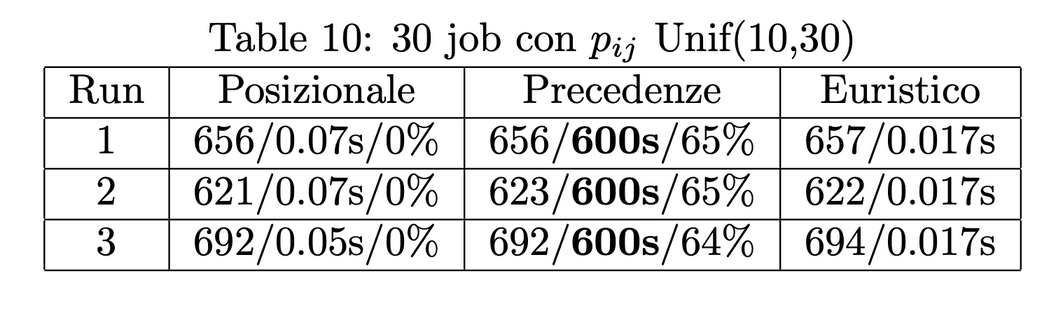 Table 10: 30 job con p_{ij} Unif(10,30)
Run Posizionale Precedenze Euristico
1 656/0.07s/0% 656/600s/65% 657/0.017s
2 621/0.07s/0% 623/600s/65% 622/0.017s
3 692/0.05s/0% 692/600s/64% 694/0.017s